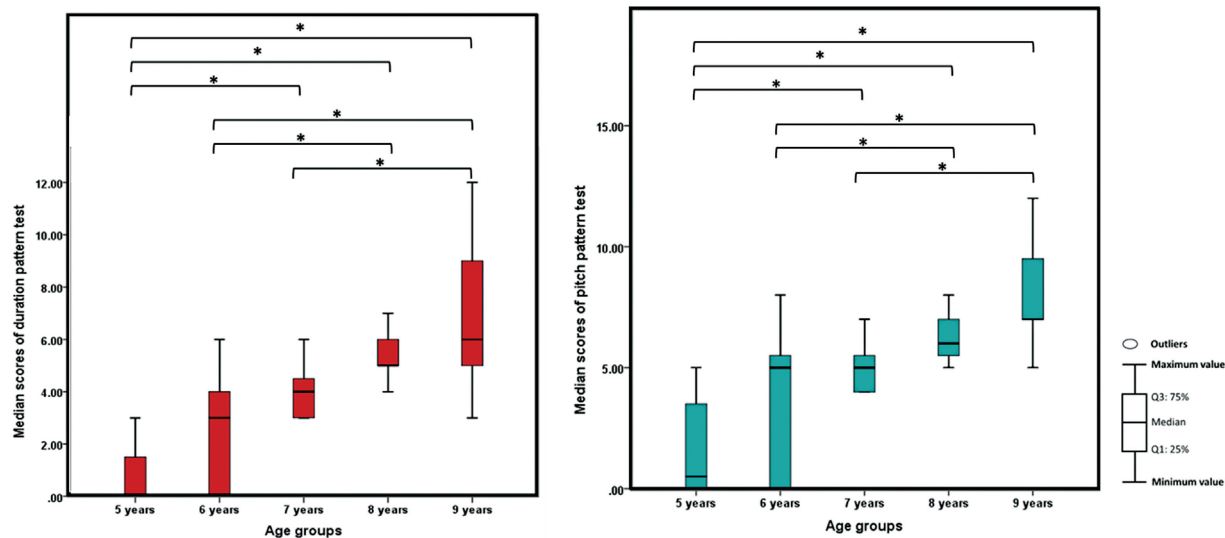 * 
*
*
*
*
*
Median scores of duration pattern test
12.00
10.00
8.00
6.00
4.00
2.00
.00
5 years 6 years 7 years 8 years 9 years
Age groups
*
*
*
*
*
*
Median scores of pitch pattern test
15.00
10.00
5.00
.00
5 years 6 years 7 years 8 years 9 years
Age groups
Outliers
Maximum value
Q3: 75%
Median
Q1: 25%
Minimum value